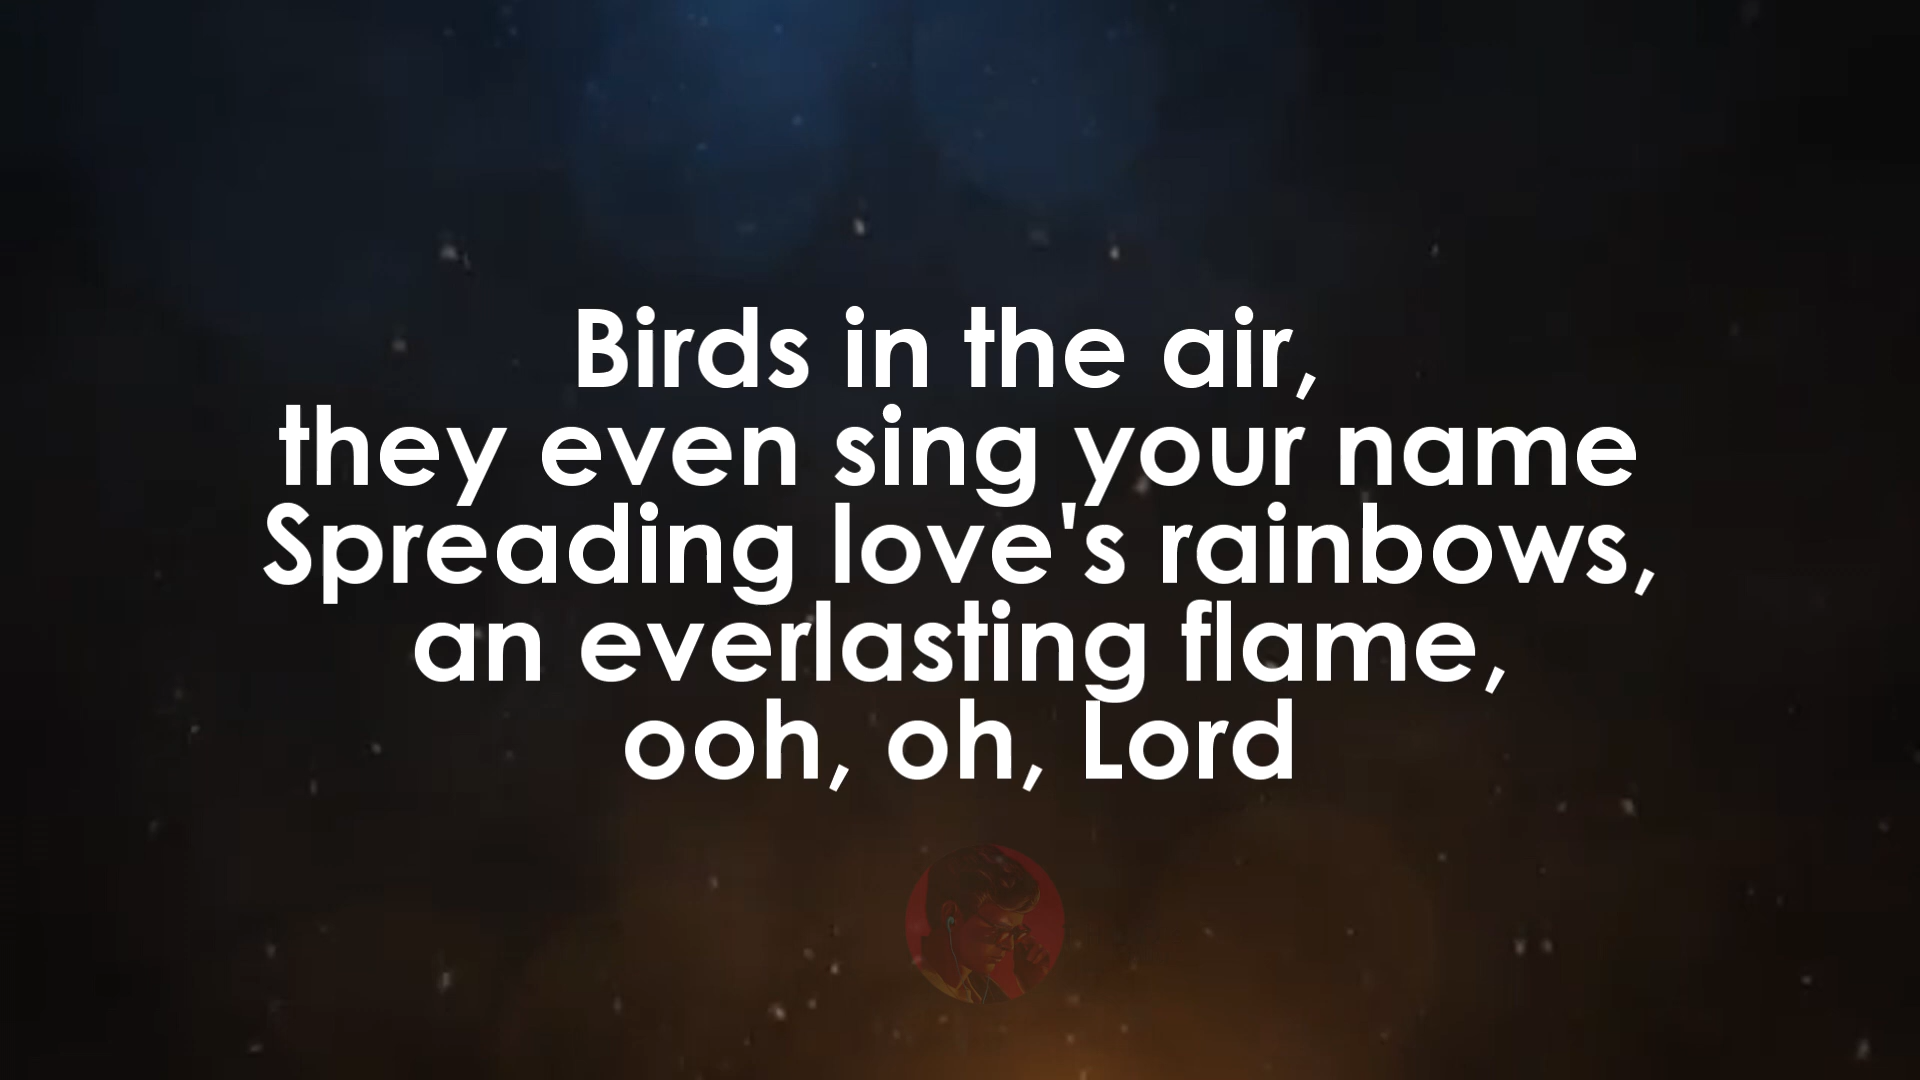 Birds in the air,
they even sing your name
Spreading love's rainbows,
an everlasting flame,
ooh, oh, Lord